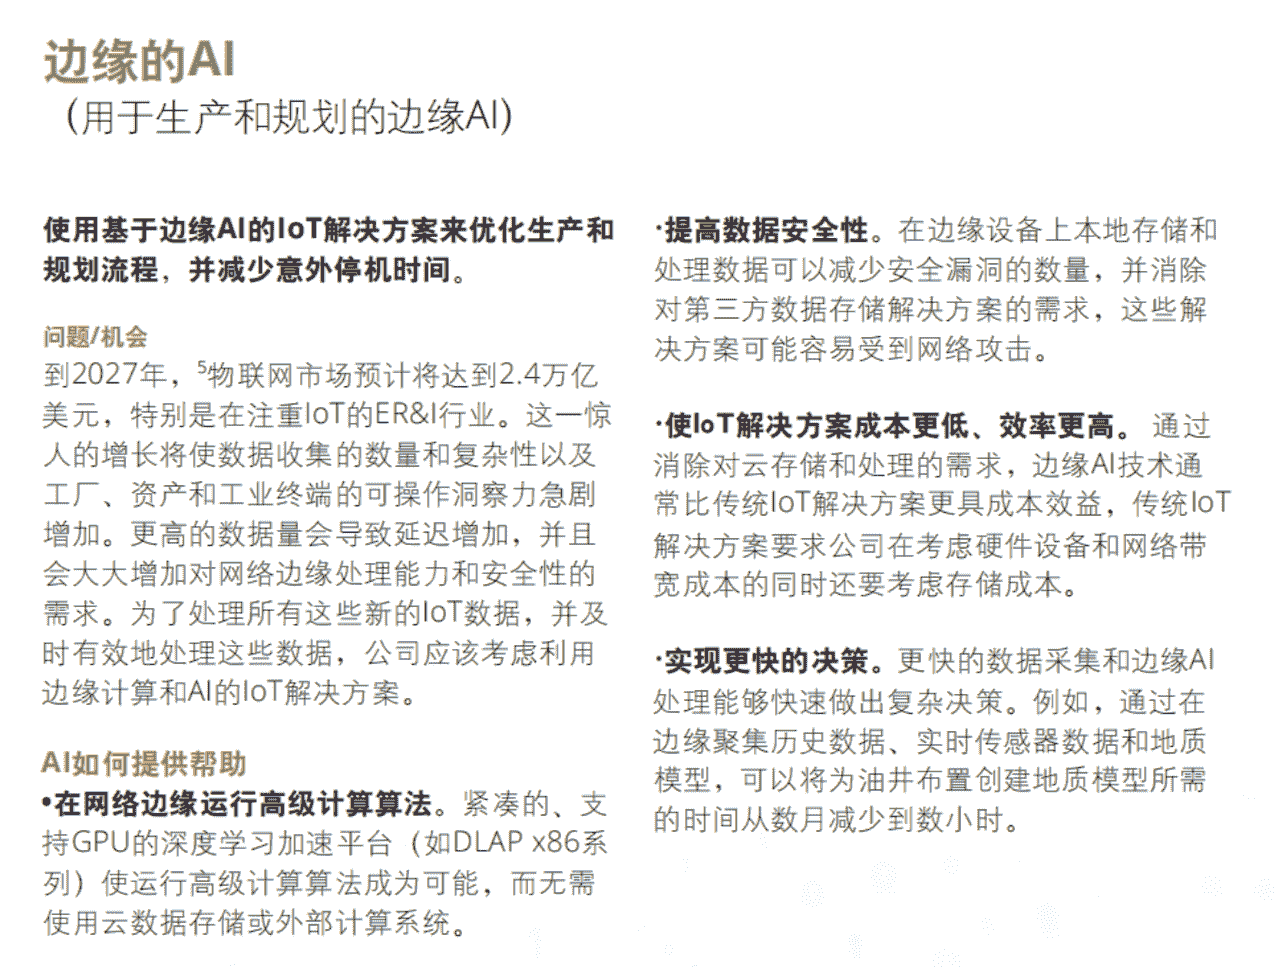 边缘的AI
（用于生产和规划的边缘AI）
使用基于边缘AI的IoT解决方案来优化生产和
规划流程，并减少意外停机时间。
问题/机会
到2027年，⁵物联网市场预计将达到2.4万亿
美元，特别是在注重IoT的ER&I行业。这一惊
人的增长将使数据收集的数量和复杂性以及
工厂、资产和工业终端的可操作洞察力急剧
增加。更高的数据量会导致延迟增加，并且
会大大增加对网络边缘处理能力和安全性的
需求。为了处理所有这些新的IoT数据，并及
时有效地处理这些数据，公司应该考虑利用
边缘计算和AI的IoT解决方案。
AI如何提供帮助
•在网络边缘运行高级计算算法。紧凑的、支
持GPU的深度学习加速平台（如DLAP x86系
列）使运行高级计算算法成为可能，而无需
使用云数据存储或外部计算系统。
·提高数据安全性。在边缘设备上本地存储和
处理数据可以减少安全漏洞的数量，并消除
对第三方数据存储解决方案的需求，这些解
决方案可能容易受到网络攻击。
·使IoT解决方案成本更低、效率更高。 通过
消除对云存储和处理的需求，边缘AI技术通
常比传统IoT解决方案更具成本效益，传统IoT
解决方案要求公司在考虑硬件设备和网络带
宽成本的同时还要考虑存储成本。
·实现更快的决策。更快的数据采集和边缘AI
处理能够快速做出复杂决策。例如，通过在
边缘聚集历史数据、实时传感器数据和地质
模型，可以将为油井布置创建地质模型所需
的时间从数月减少到数小时。